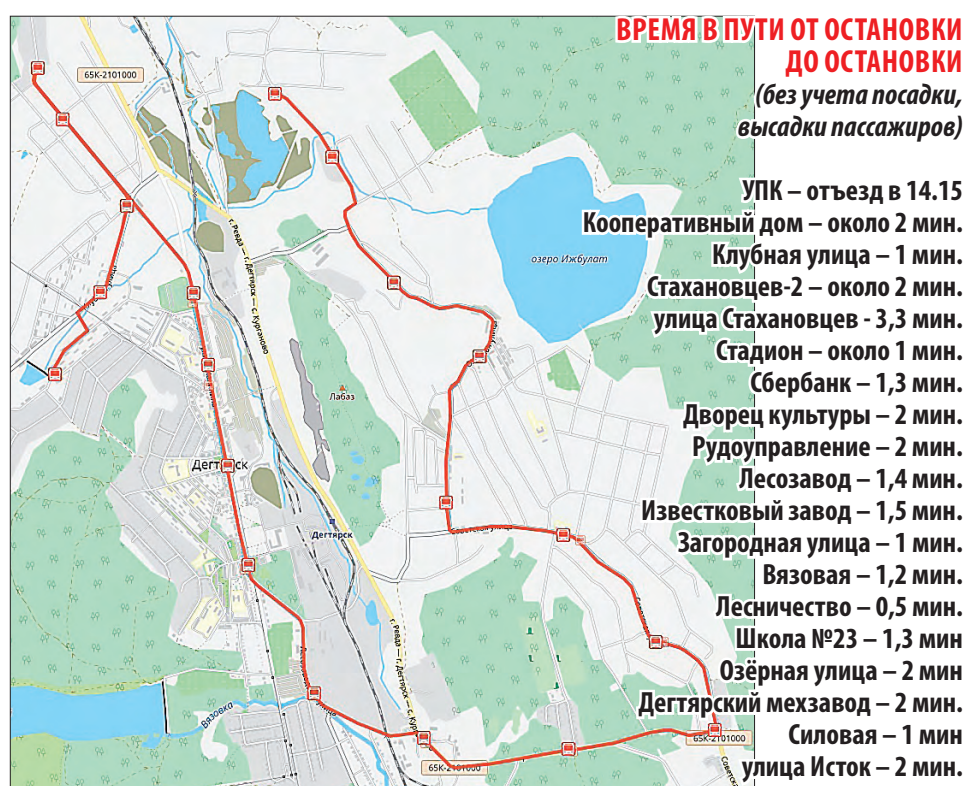 ВРЕМЯ В ПУТИ ОТ ОСТАНОВКИ
ДО ОСТАНОВКИ
(без учета посадки,
высадки пассажиров)
УПК – отъезд в 14.15
Кооперативный дом – около 2 мин.
Клубная улица – 1 мин.
Стахановцев-2 – около 2 мин.
улица Стахановцев - 3,3 мин.
Стадион – около 1 мин.
Сбербанк – 1,3 мин.
Дворец культуры – 2 мин.
Рудоуправление – 2 мин.
Лесозавод – 1,4 мин.
Известковый завод – 1,5 мин.
Загородная улица – 1 мин.
Вязовая – 1,2 мин.
Лесничество – 0,5 мин.
Школа №23 – 1,3 мин
Озёрная улица – 2 мин
Дегтярский мехзавод – 2 мин.
Силовая – 1 мин
улица Исток – 2 мин.
65К-2101000
г. Ревда — г. Дегтярск — с. Курганово
озеро Ижбулат
Лабаз
Дегтярск
Дегтярск
Вязовка
г. Ревда — г. Дегтярск — с. Кург
65К-2101000
65К-2101000
Советска